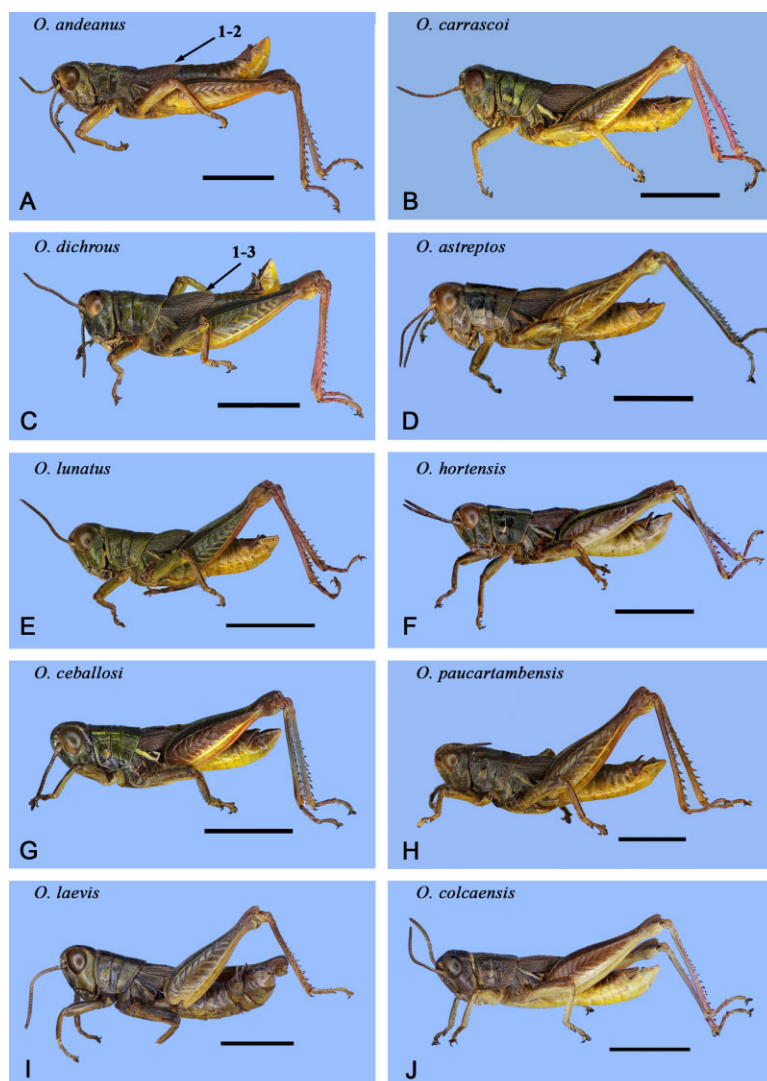 O. andeanus
1-2
A
O. carrascoi
B
O. dichrous
1-3
C
O. astreptos
D
O. lunatus
E
O. hortensis
F
O. ceballosi
G
O. paucartambensis
H
O. laevis
I
O. colcaensis
J